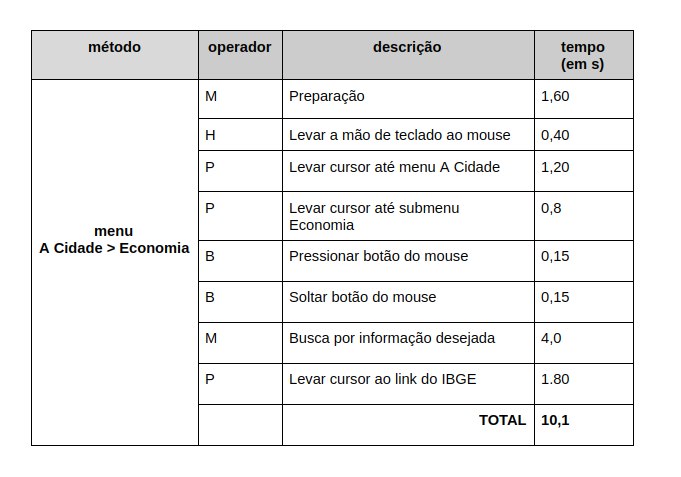 método operador descrição tempo
(em s)
M Preparação 1,60
H Levar a mão de teclado ao mouse 0,40
P Levar cursor até menu A Cidade 1,20
P Levar cursor até submenu 0,8
Economia
menu
A Cidade > Economia
B Pressionar botão do mouse 0,15
B Soltar botão do mouse 0,15
M Busca por informação desejada 4,0
P Levar cursor ao link do IBGE 1.80
TOTAL 10,1